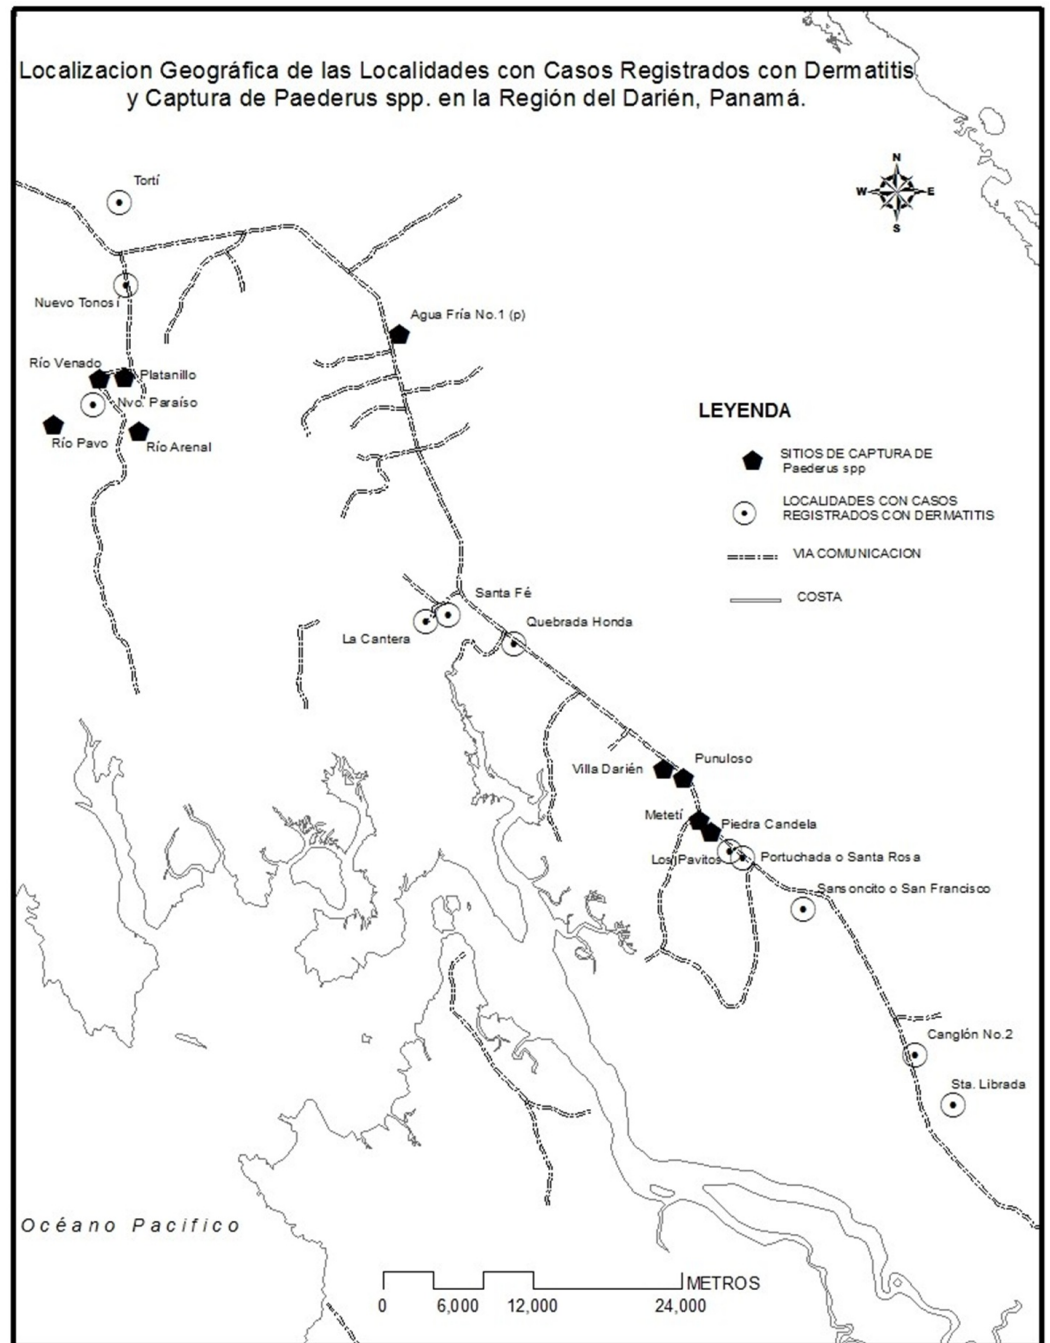 Localizacion Geográfica de las Localidades con Casos Registrados con Dermatitis
y Captura de Paederus spp. en la Región del Darién, Panamá.
Tortí
N
W
E
S
Nuevo Tonosí
Agua Fría No.1 (p)
Río Venado
Platanillo
Nvo. Paraíso
Río Pavo
Río Arenal
LEYENDA
SITIOS DE CAPTURA DE
Paederus spp
LOCALIDADES CON CASOS
REGISTRADOS CON DERMATITIS
VIA COMUNICACION
COSTA
Santa Fé
Quebrada Honda
La Cantera
Punuloso
Villa Darién
Metetí
Piedra Candela
Los Pavitos
Portuchada o Santa Rosa
Sansoncito o San Francisco
Canglón No.2
Sta. Librada
Océano Pacifico
METROS
0 6,000 12,000 24,000